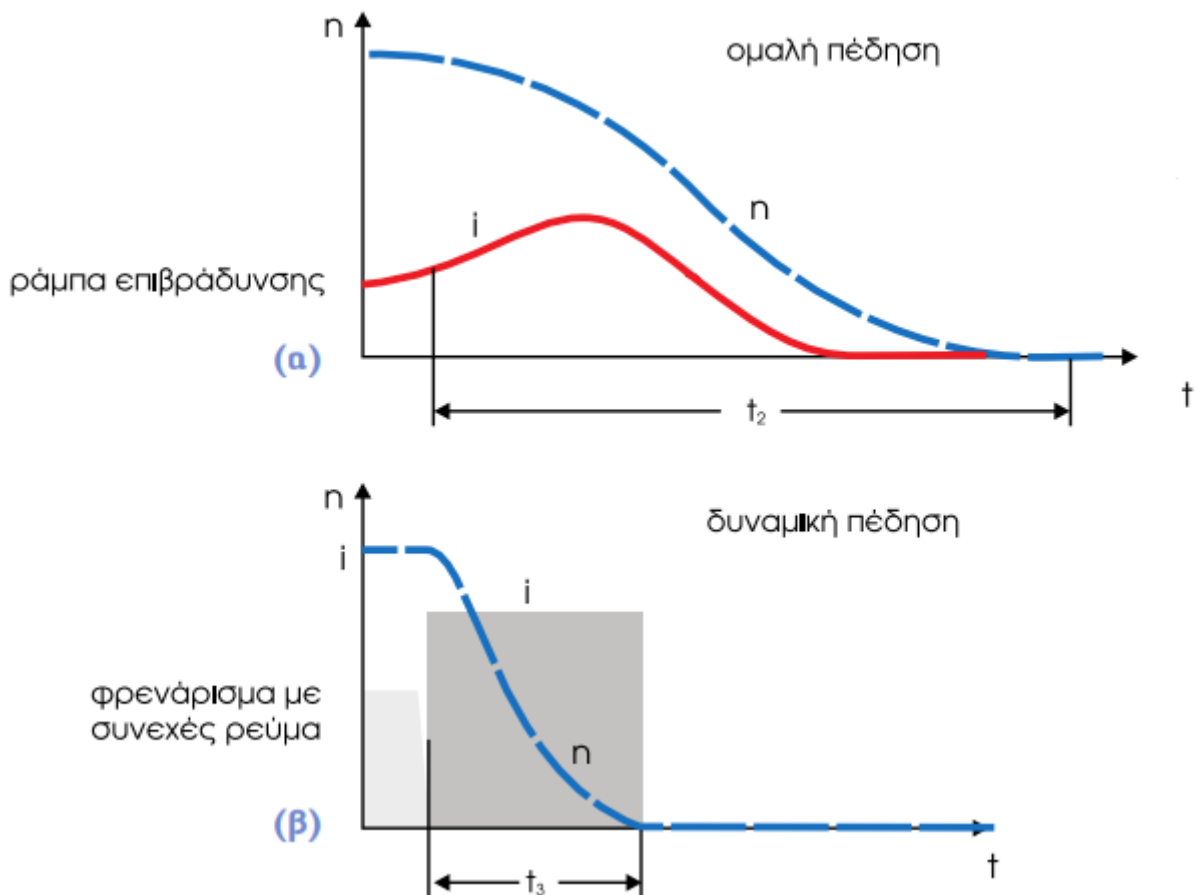 n
ομαλή πέδηση
n
i
ράμπα επιβράδυνσης
(α)
t₂
t
n
δυναμική πέδηση
i
i
φρενάρισμα με
συνεχές ρεύμα
n
(β)
t
t₃